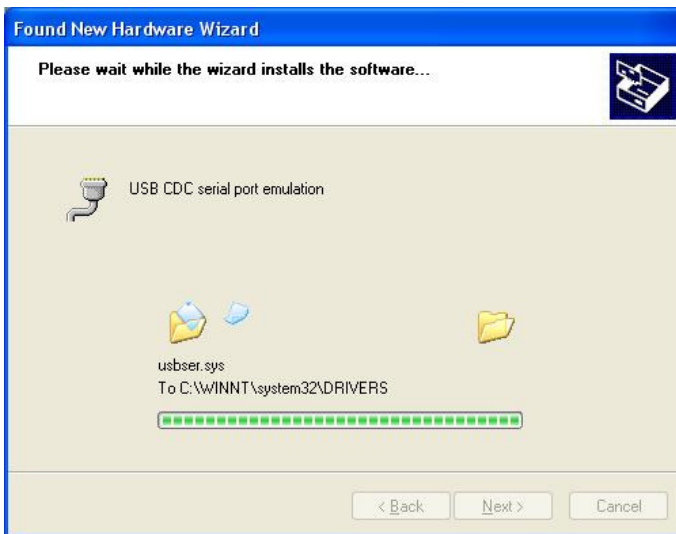 Found New Hardware Wizard
Please wait while the wizard installs the software...
USB CDC serial port emulation
usbser.sys
To C:\WINNT\system32\DRIVERS
< Back
Next >
Cancel